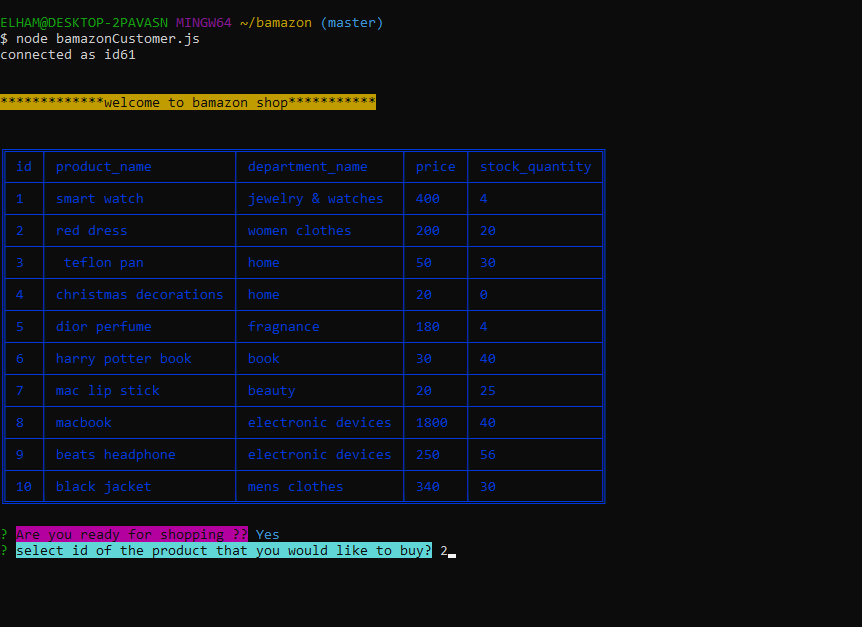 ELHAM@DESKTOP-2PAVASN MINGW64 ~/bamazon (master)
$ node bamazonCustomer.js
connected as id61
*************welcome to bamazon shop***********
id product_name department_name price stock_quantity
1 smart watch jewelry & watches 400 4
2 red dress women clothes 200 20
3 teflon pan home 50 30
4 christmas decorations home 20 0
5 dior perfume fragnance 180 4
6 harry potter book book 30 40
7 mac lip stick beauty 20 25
8 macbook electronic devices 1800 40
9 beats headphone electronic devices 250 56
10 black jacket mens clothes 340 30
? Are you ready for shopping ?? Yes
? select id of the product that you would like to buy? 2